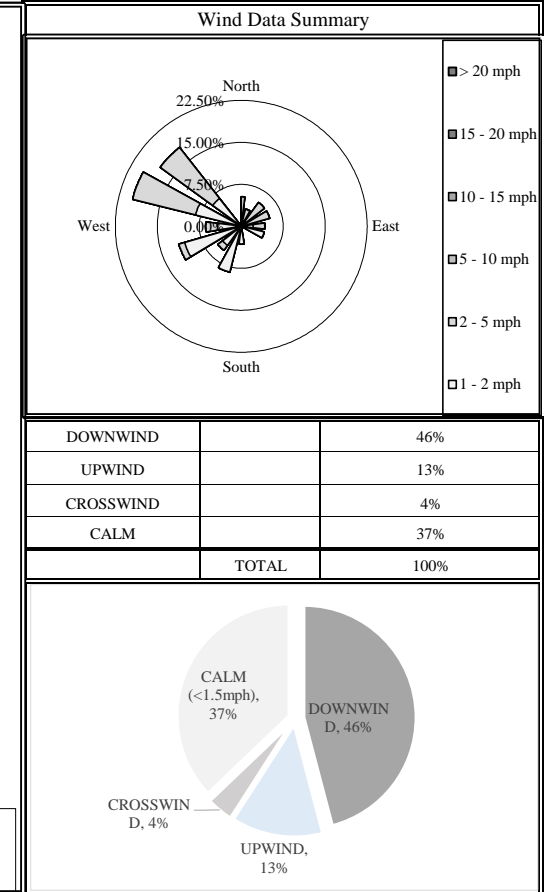 Wind Data Summary
North
22.50%
15.00%
7.50%
0.00%
West
East
South
> 20 mph
15 - 20 mph
10 - 15 mph
5 - 10 mph
2 - 5 mph
1 - 2 mph
DOWNWIND 46%
UPWIND 13%
CROSSWIND 4%
CALM 37%
TOTAL 100%
CALM
(<1.5mph),
37%
DOWNWIN
D, 46%
CROSSWIN
D, 4%
UPWIND,
13%